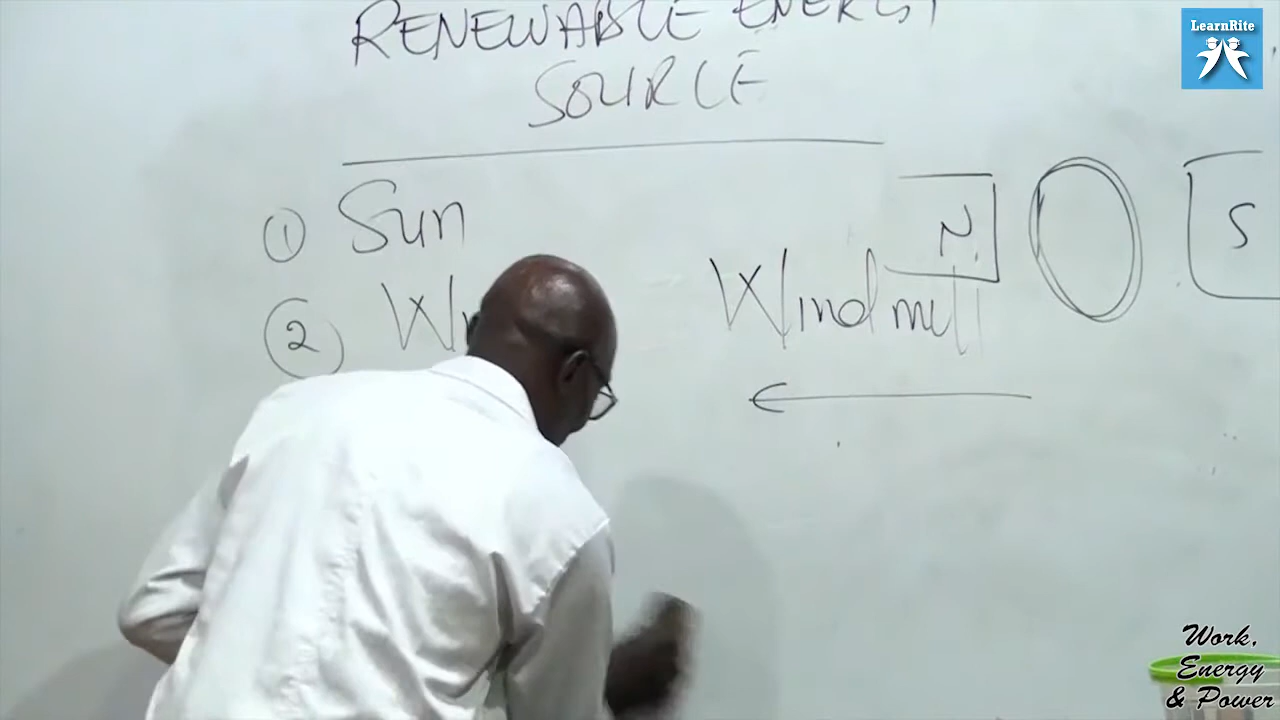 LearnRite
RENEWABLE ENERGY
SOURCE
① Sun
②
Windmill
N
S
Work,
Energy
& Power